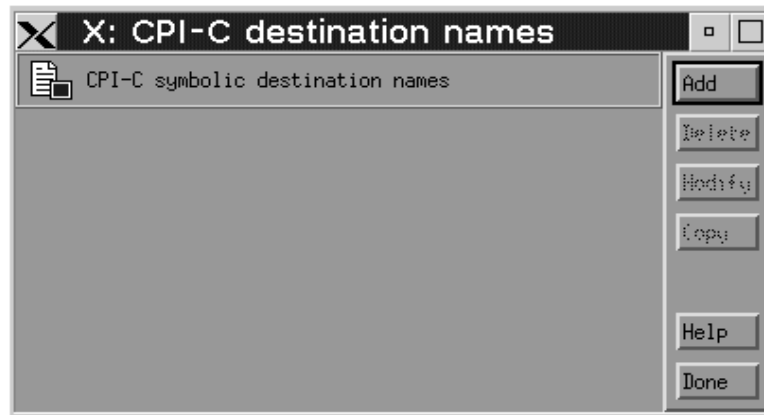 X: CPI-C destination names
CPI-C symbolic destination names
Add
Delete
Modify
Copy
Help
Done